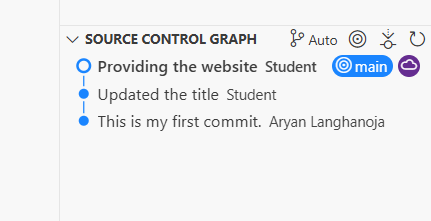 SOURCE CONTROL GRAPH Auto
Providing the website Student main
Updated the title Student
This is my first commit. Aryan Langhanoja